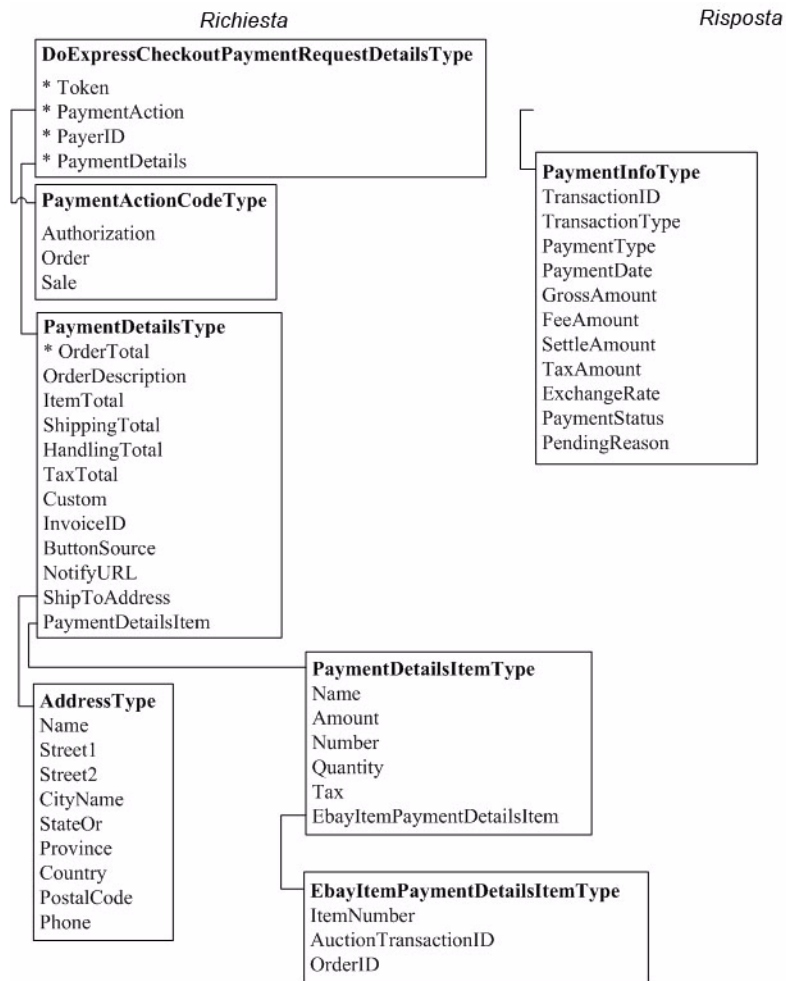 Richiesta
Risposta
DoExpressCheckoutPaymentRequestDetailsType
* Token
* PaymentAction
* PayerID
* PaymentDetails
PaymentActionCodeType
Authorization
Order
Sale
PaymentDetailsType
* OrderTotal
OrderDescription
ItemTotal
ShippingTotal
HandlingTotal
TaxTotal
Custom
InvoiceID
ButtonSource
NotifyURL
ShipToAddress
PaymentDetailsItem
AddressType
Name
Street1
Street2
CityName
StateOr
Province
Country
PostalCode
Phone
PaymentDetailsItemType
Name
Amount
Number
Quantity
Tax
EbayItemPaymentDetailsItem
EbayItemPaymentDetailsItemType
ItemNumber
AuctionTransactionID
OrderID
PaymentInfoType
TransactionID
TransactionType
PaymentType
PaymentDate
GrossAmount
FeeAmount
SettleAmount
TaxAmount
ExchangeRate
PaymentStatus
PendingReason